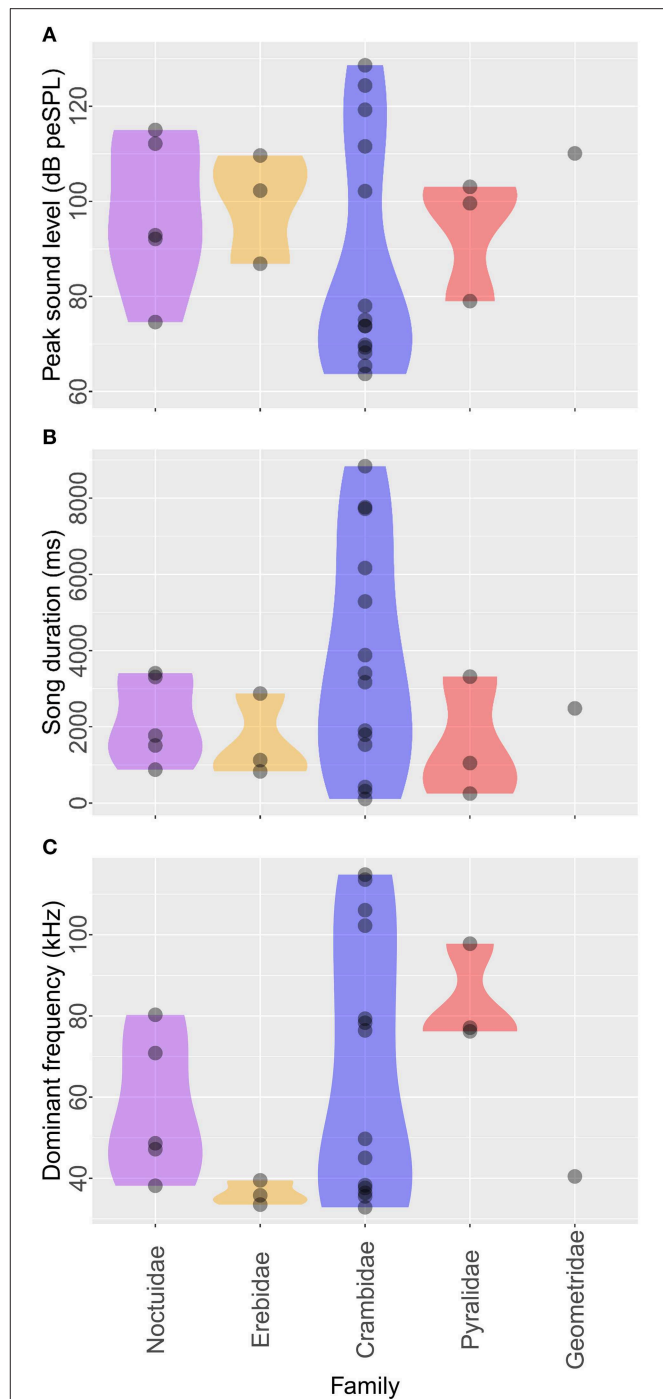 A
Peak sound level (dB peSPL)
120
100
80
60
B
Song duration (ms)
8000
6000
4000
2000
0
C
Dominant frequency (kHz)
100
80
60
40
Noctuidae
Erebidae
Crambidae
Pyralidae
Geometridae
Family